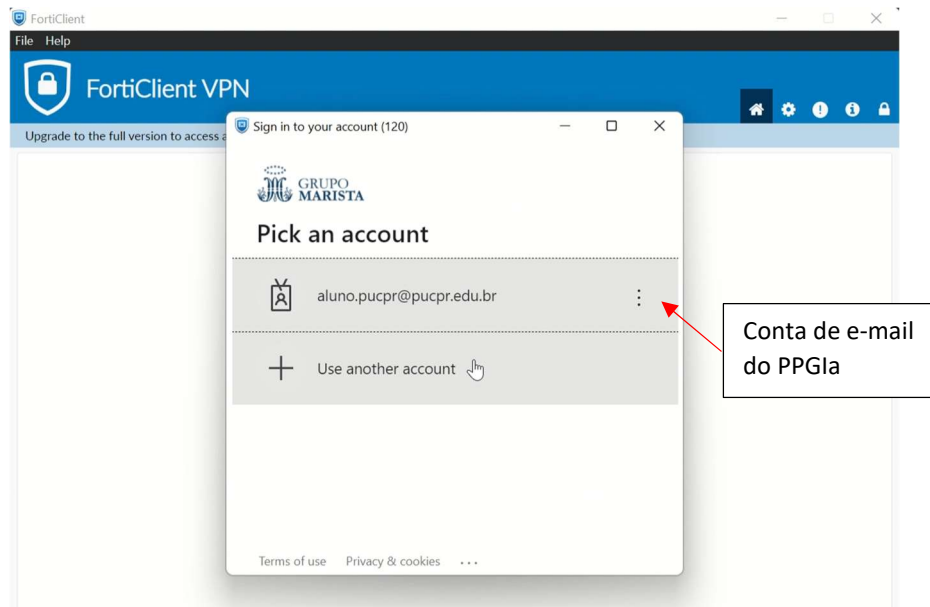 FortiClient
File Help
FortiClient VPN
Upgrade to the full version to access
Sign in to your account (120)
GRUPO
MARISTA
Pick an account
aluno.pucpr@pucpr.edu.br
Use another account
Terms of use Privacy & cookies ...
Conta de e-mail
do PPGIa